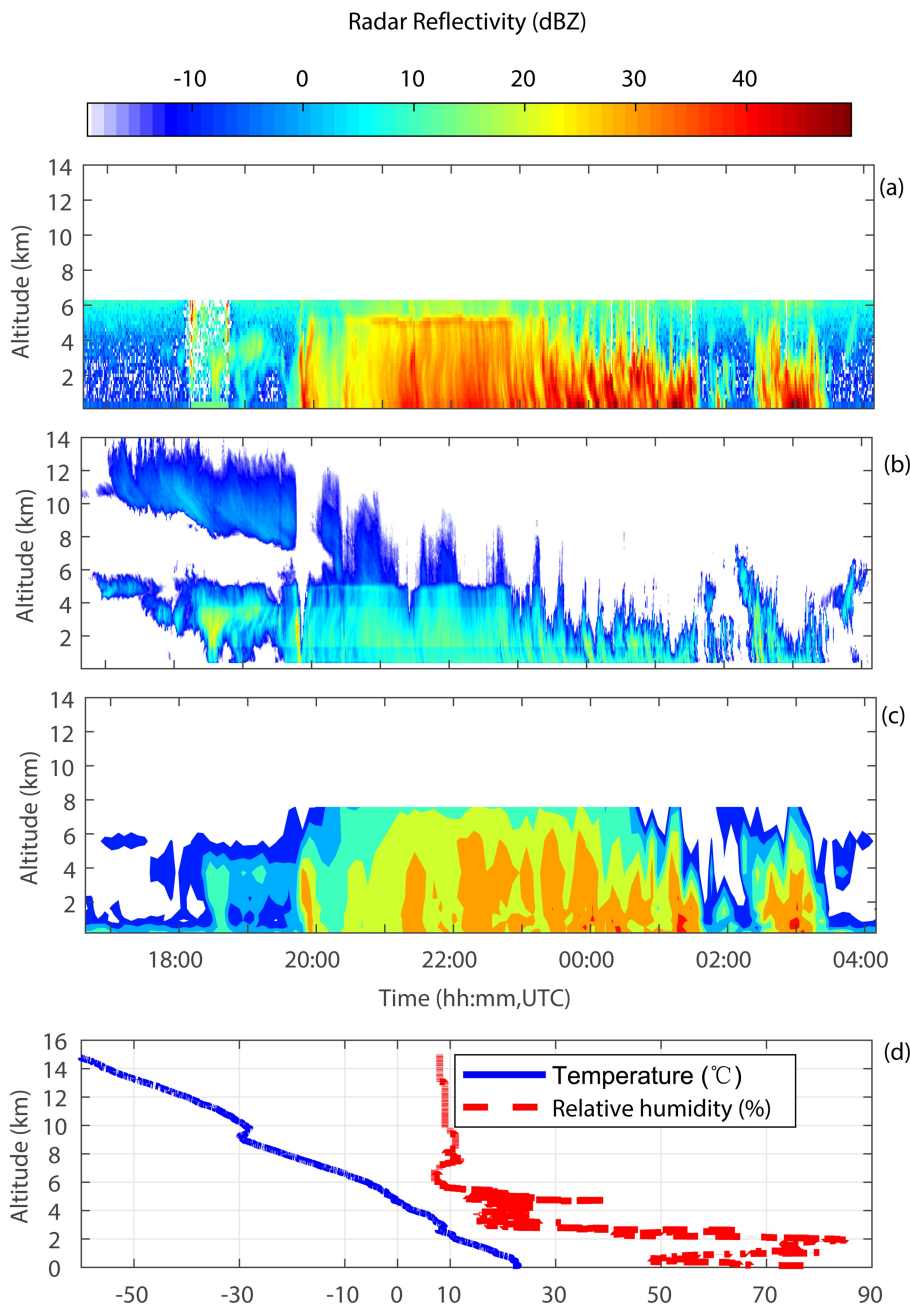 Radar Reflectivity (dBZ)
-10 0 10 20 30 40
(a)
14
12
10
8
6
4
2
Altitude (km)
(b)
14
12
10
8
6
4
2
Altitude (km)
(c)
14
12
10
8
6
4
2
Altitude (km)
18:00 20:00 22:00 00:00 02:00 04:00
Time (hh:mm,UTC)
(d)
16
14
12
10
8
6
4
2
0
Altitude (km)
Temperature (℃)
Relative humidity (%)
-50 -30 -10 0 10 30 50 70 90